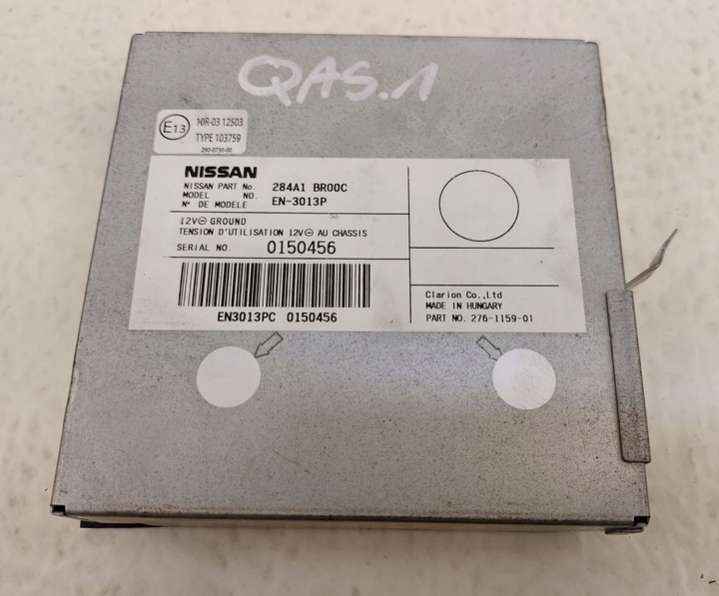 QAS.1
E13
10R-03 12503
TYPE 103759
NISSAN
NISSAN PART No. 284A1 BR00C
MODEL NO. EN-3013P
N° DE MODELE
12V⊖ GROUND
TENSION D'UTILISATION 12V⊖ AU CHASSIS
SERIAL NO. 0150456
EN3013PC 0150456
Clarion Co.,Ltd
MADE IN HUNGARY
PART NO. 276-1159-01